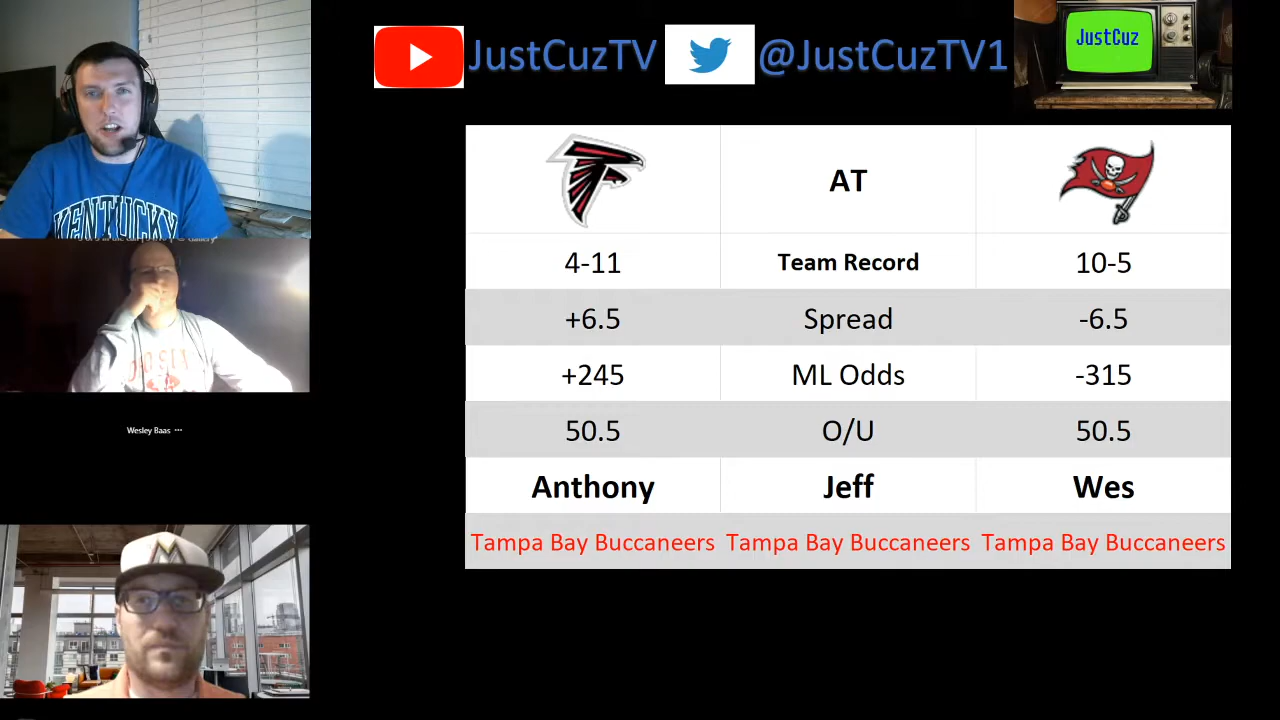 JustCuzTV
@JustCuzTV1
JustCuz
KENTUCKY
AT
4-11 Team Record 10-5
+6.5 Spread -6.5
+245 ML Odds -315
50.5 O/U 50.5
Anthony Jeff Wes
Tampa Bay Buccaneers Tampa Bay Buccaneers Tampa Bay Buccaneers
Wesley Baas
M